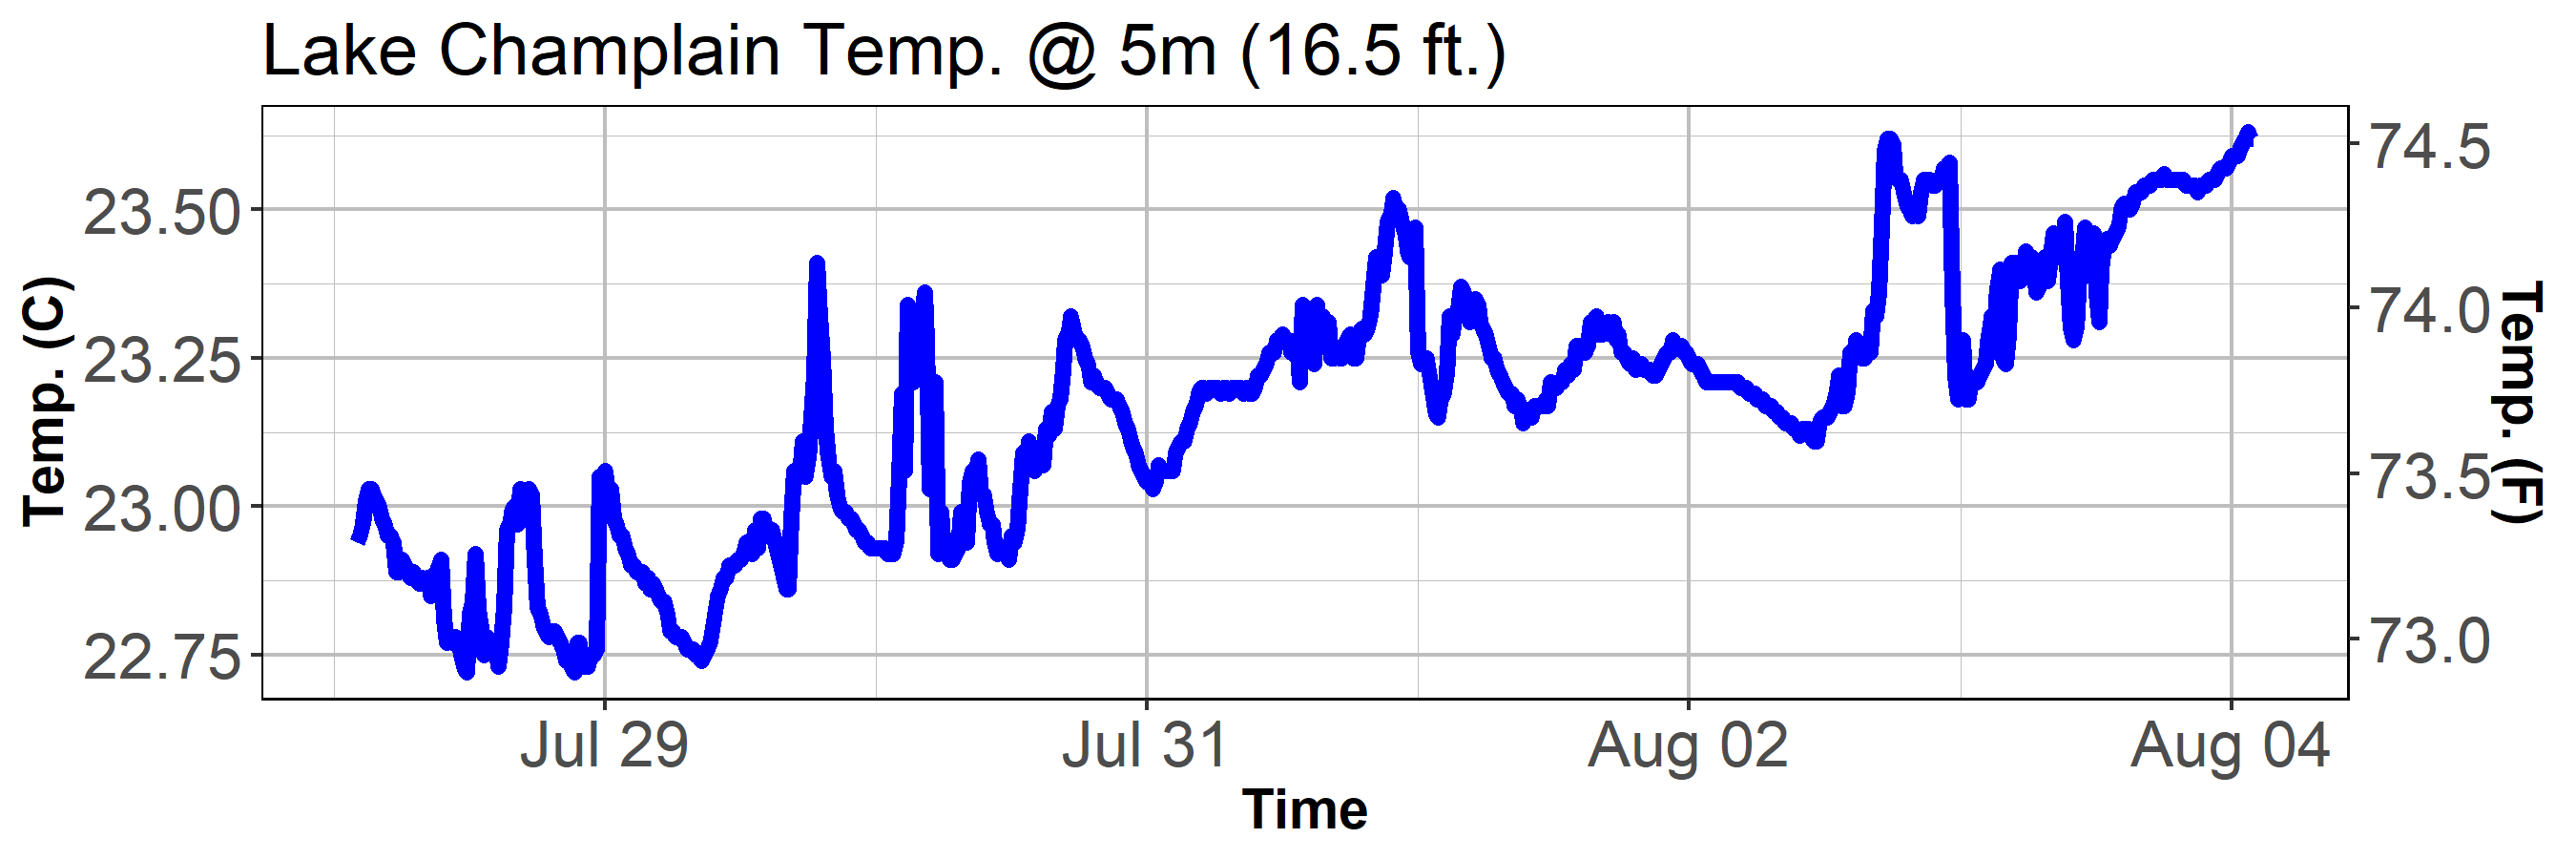 Lake Champlain Temp. @ 5m (16.5 ft.)
Temp. (C)
23.50
23.25
23.00
22.75
74.5
74.0
73.5
73.0
Temp. (F)
Jul 29
Jul 31
Aug 02
Aug 04
Time